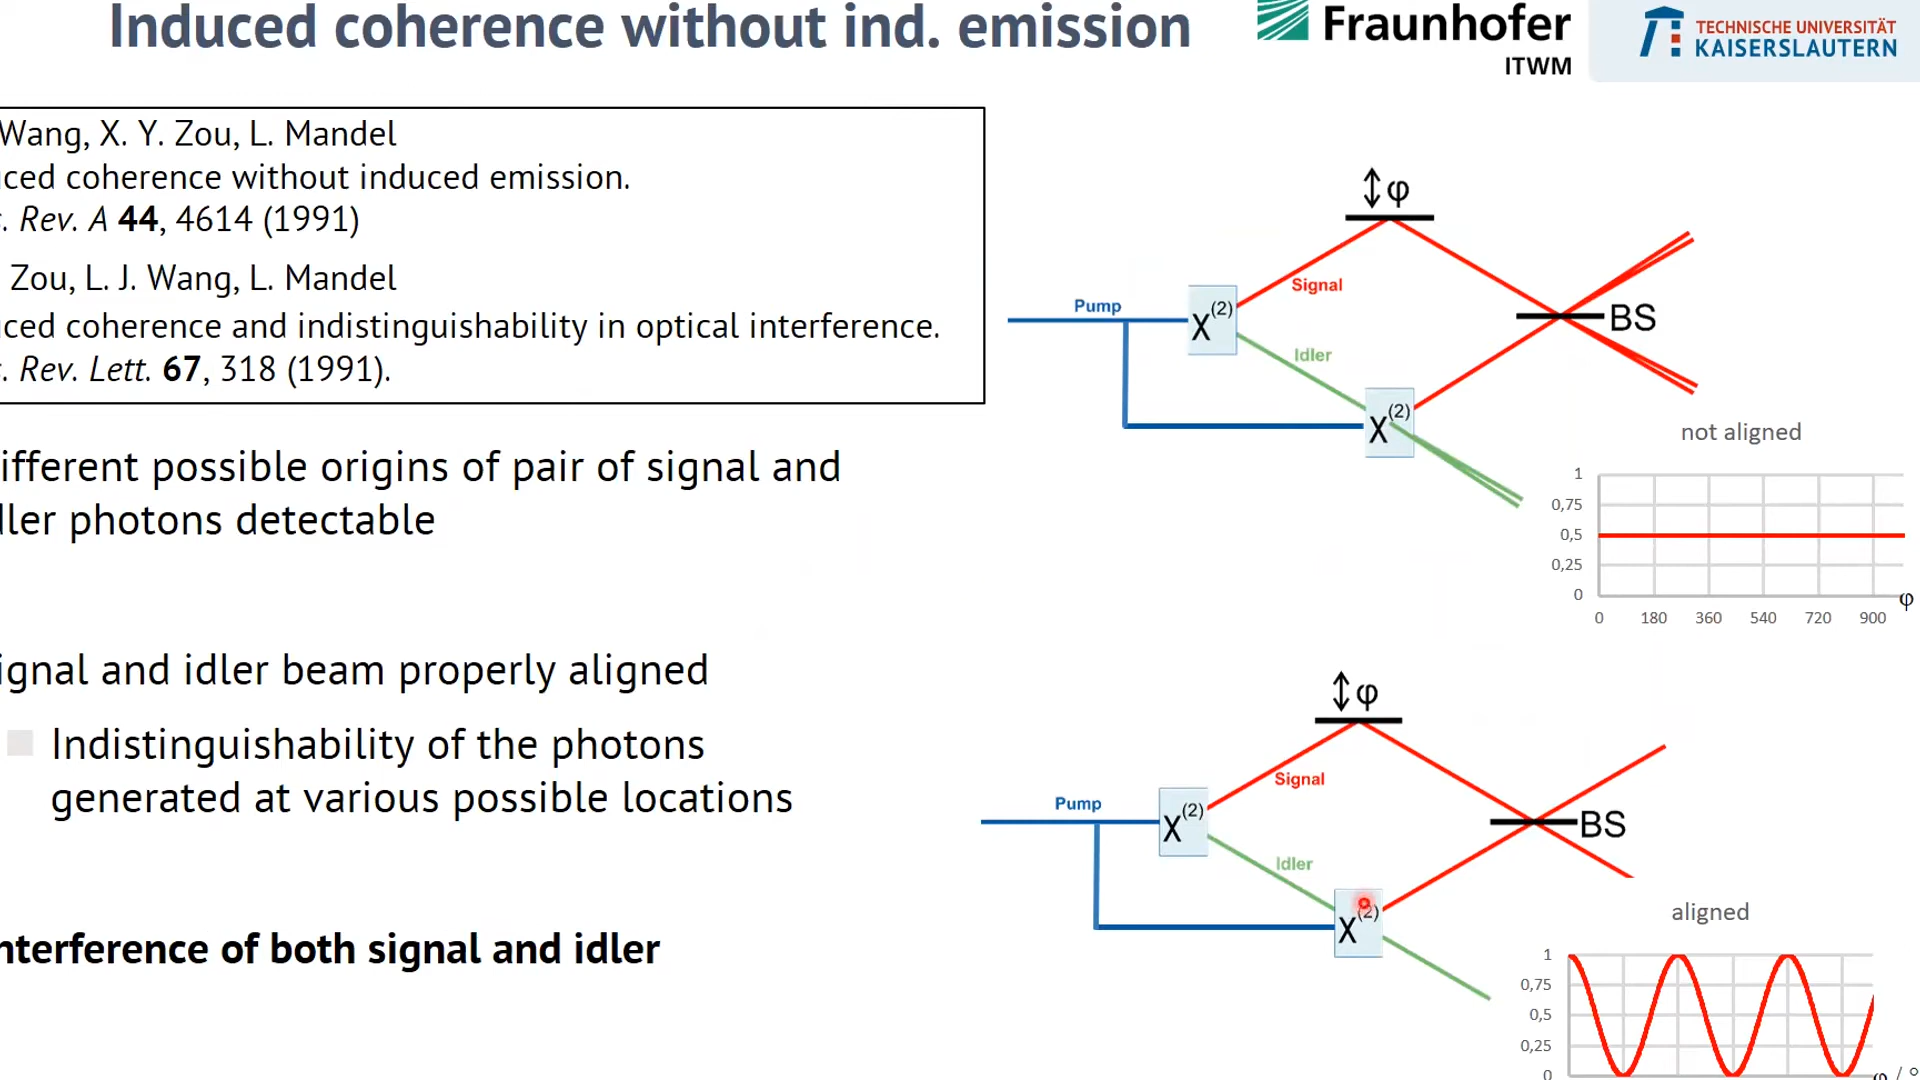 Induced coherence without ind. emission
Fraunhofer
ITWM
TECHNISCHE UNIVERSITÄT
KAISERSLAUTERN
Wang, X. Y. Zou, L. Mandel
ced coherence without induced emission.
. Rev. A 44, 4614 (1991)
Zou, L. J. Wang, L. Mandel
ced coherence and indistinguishability in optical interference.
. Rev. Lett. 67, 318 (1991).
ifferent possible origins of pair of signal and
dler photons detectable
ignal and idler beam properly aligned
Indistinguishability of the photons
generated at various possible locations
nterference of both signal and idler
φ
Signal
Pump
X(2)
BS
Idler
X(2)
not aligned
1
0,75
0,5
0,25
0
φ
0 180 360 540 720 900
φ
Signal
Pump
X(2)
BS
Idler
X(2)
aligned
1
0,75
0,5
0,25
0
φ / °